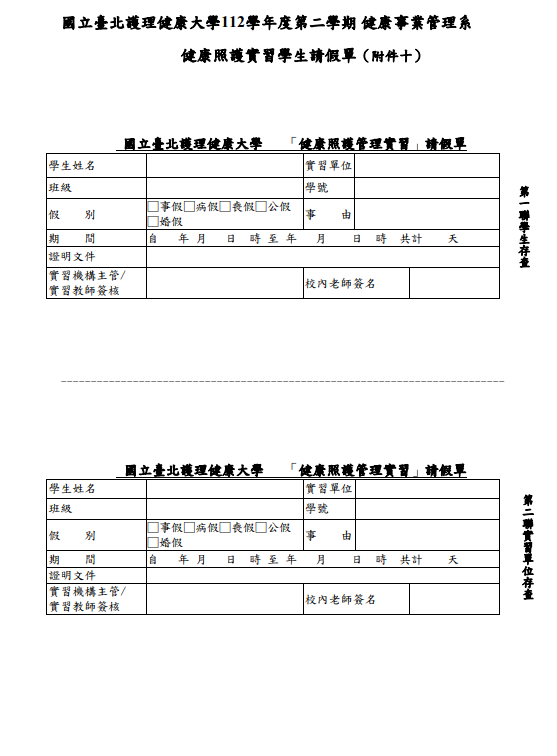 國立臺北護理健康大學112學年度第二學期 健康事業管理系
健康照護實習學生請假單（附件十）
國立臺北護理健康大學 「健康照護管理實習」請假單
學生姓名 實習單位
班級 學號
假 別 □事假□病假□喪假□公假 事 由
□婚假
期 間 自 年 月 日 時 至 年 月 日 時 共計 天
證明文件
實習機構主管/
實習教師簽核 校內老師簽名
第一聯學生存查
國立臺北護理健康大學 「健康照護管理實習」請假單
學生姓名 實習單位
班級 學號
假 別 □事假□病假□喪假□公假 事 由
□婚假
期 間 自 年 月 日 時 至 年 月 日 時 共計 天
證明文件
實習機構主管/
實習教師簽核 校內老師簽名
第二聯實習單位存查